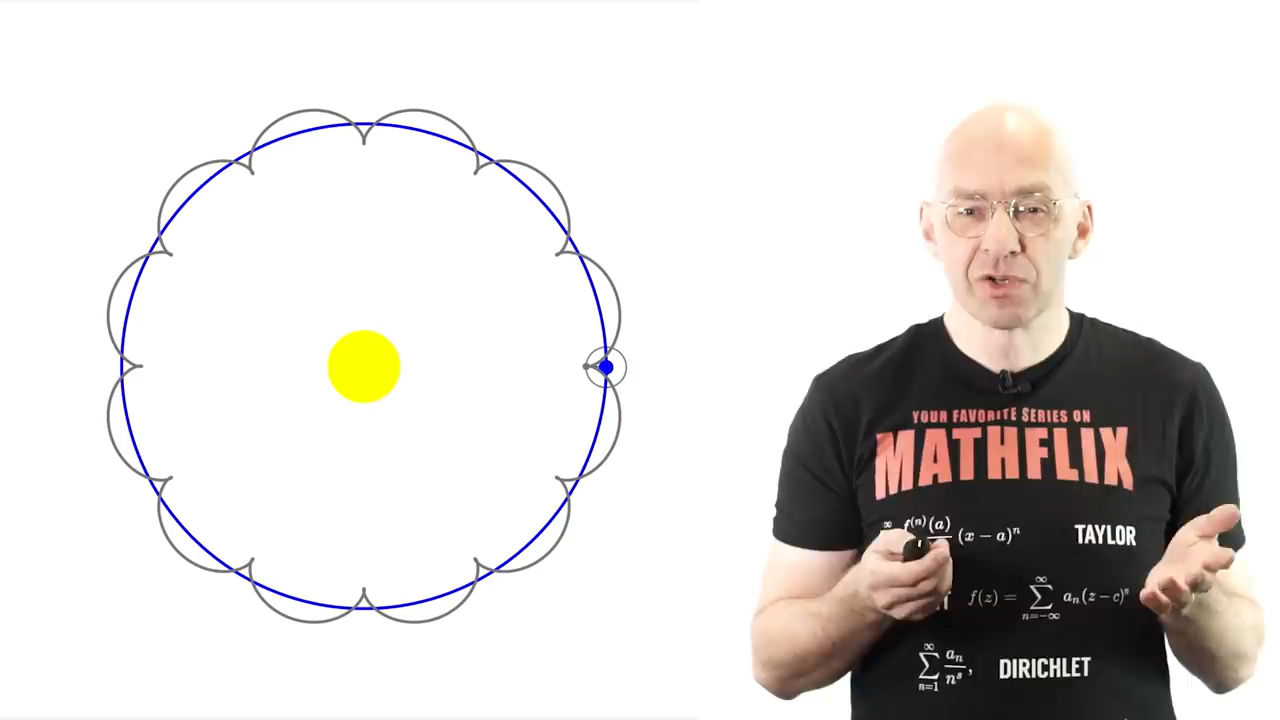 YOUR FAVORITE SERIES ON
MATHFLIX
∞ f⁽ⁿ⁾(a) (x − a)ⁿ TAYLOR
f(z) = ∞∑n=−∞ aₙ(z−c)ⁿ
∞∑n=1 aₙ/nˢ, DIRICHLET